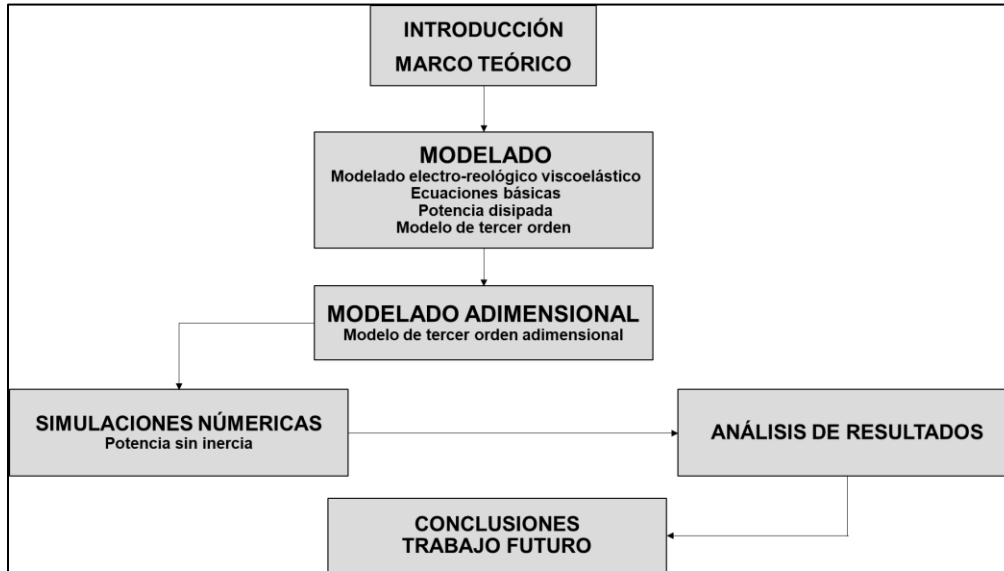 INTRODUCCIÓN
MARCO TEÓRICO
MODELADO
Modelado electro-reológico viscoelástico
Ecuaciones básicas
Potencia disipada
Modelo de tercer orden
MODELADO ADIMENSIONAL
Modelo de tercer orden adimensional
SIMULACIONES NÚMERICAS
Potencia sin inercia
ANÁLISIS DE RESULTADOS
CONCLUSIONES
TRABAJO FUTURO